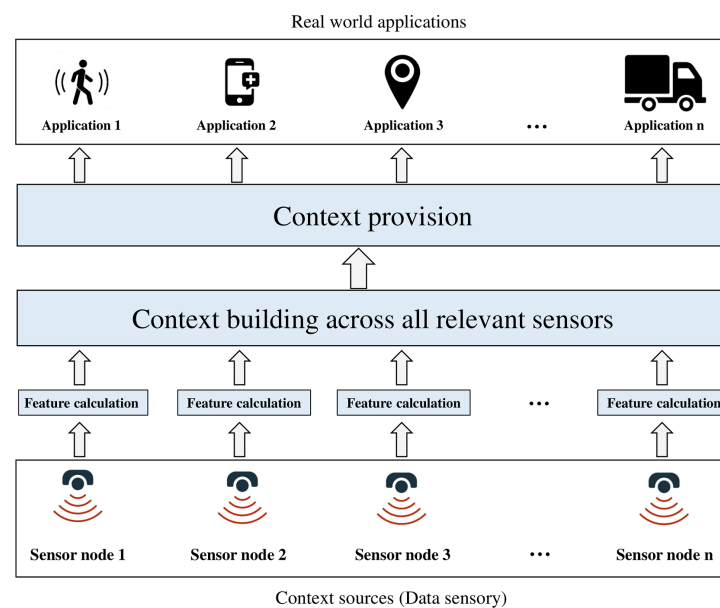 Real world applications
Application 1 Application 2 Application 3 ... Application n
Context provision
Context building across all relevant sensors
Feature calculation Feature calculation Feature calculation ... Feature calculation
Sensor node 1 Sensor node 2 Sensor node 3 ... Sensor node n
Context sources (Data sensory)